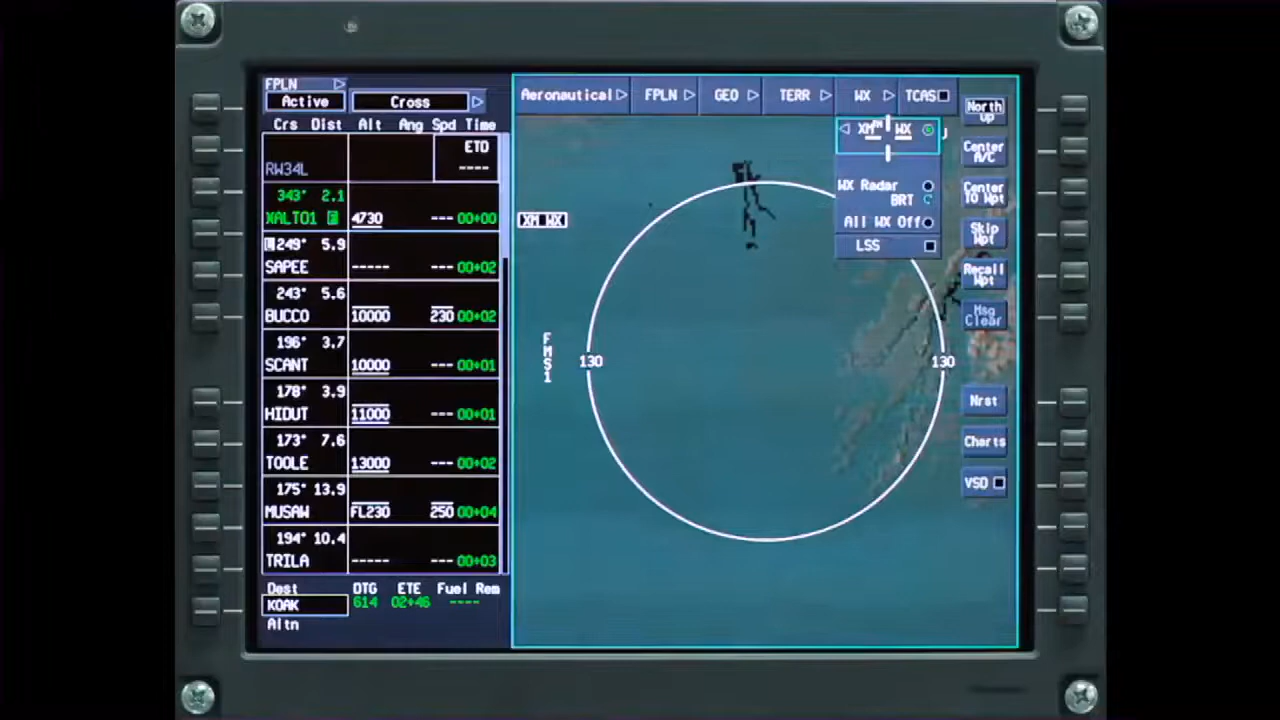 FPLN
Active Cross
Crs Dist Alt Ang Spd Time
ETO
RW34L ----
343° 2.1
XALTO1 F 4730 --- 00+00
249° 5.9
SAPEE ----- --- 00+02
243° 5.6
BUCCO 10000 230 00+02
196° 3.7
SCANT 10000 --- 00+01
178° 3.9
HIDUT 11000 --- 00+01
173° 7.6
TOOLE 13000 --- 00+02
175° 13.9
MUSAW FL230 250 00+04
194° 10.4
TRILA ----- --- 00+03
Dest DTG ETE Fuel Rem
KOAK 614 02+46 ----
Altn
Aeronautical FPLN GEO TERR WX TCAS
XM WX
WX Radar
BRT
All WX Off
LSS
XM WX
FMS1
130 130
North
Up
Center
A/C
Center
TO Wpt
Skip
Wpt
Recall
Wpt
Msg
Clear
Nrst
Charts
VSD